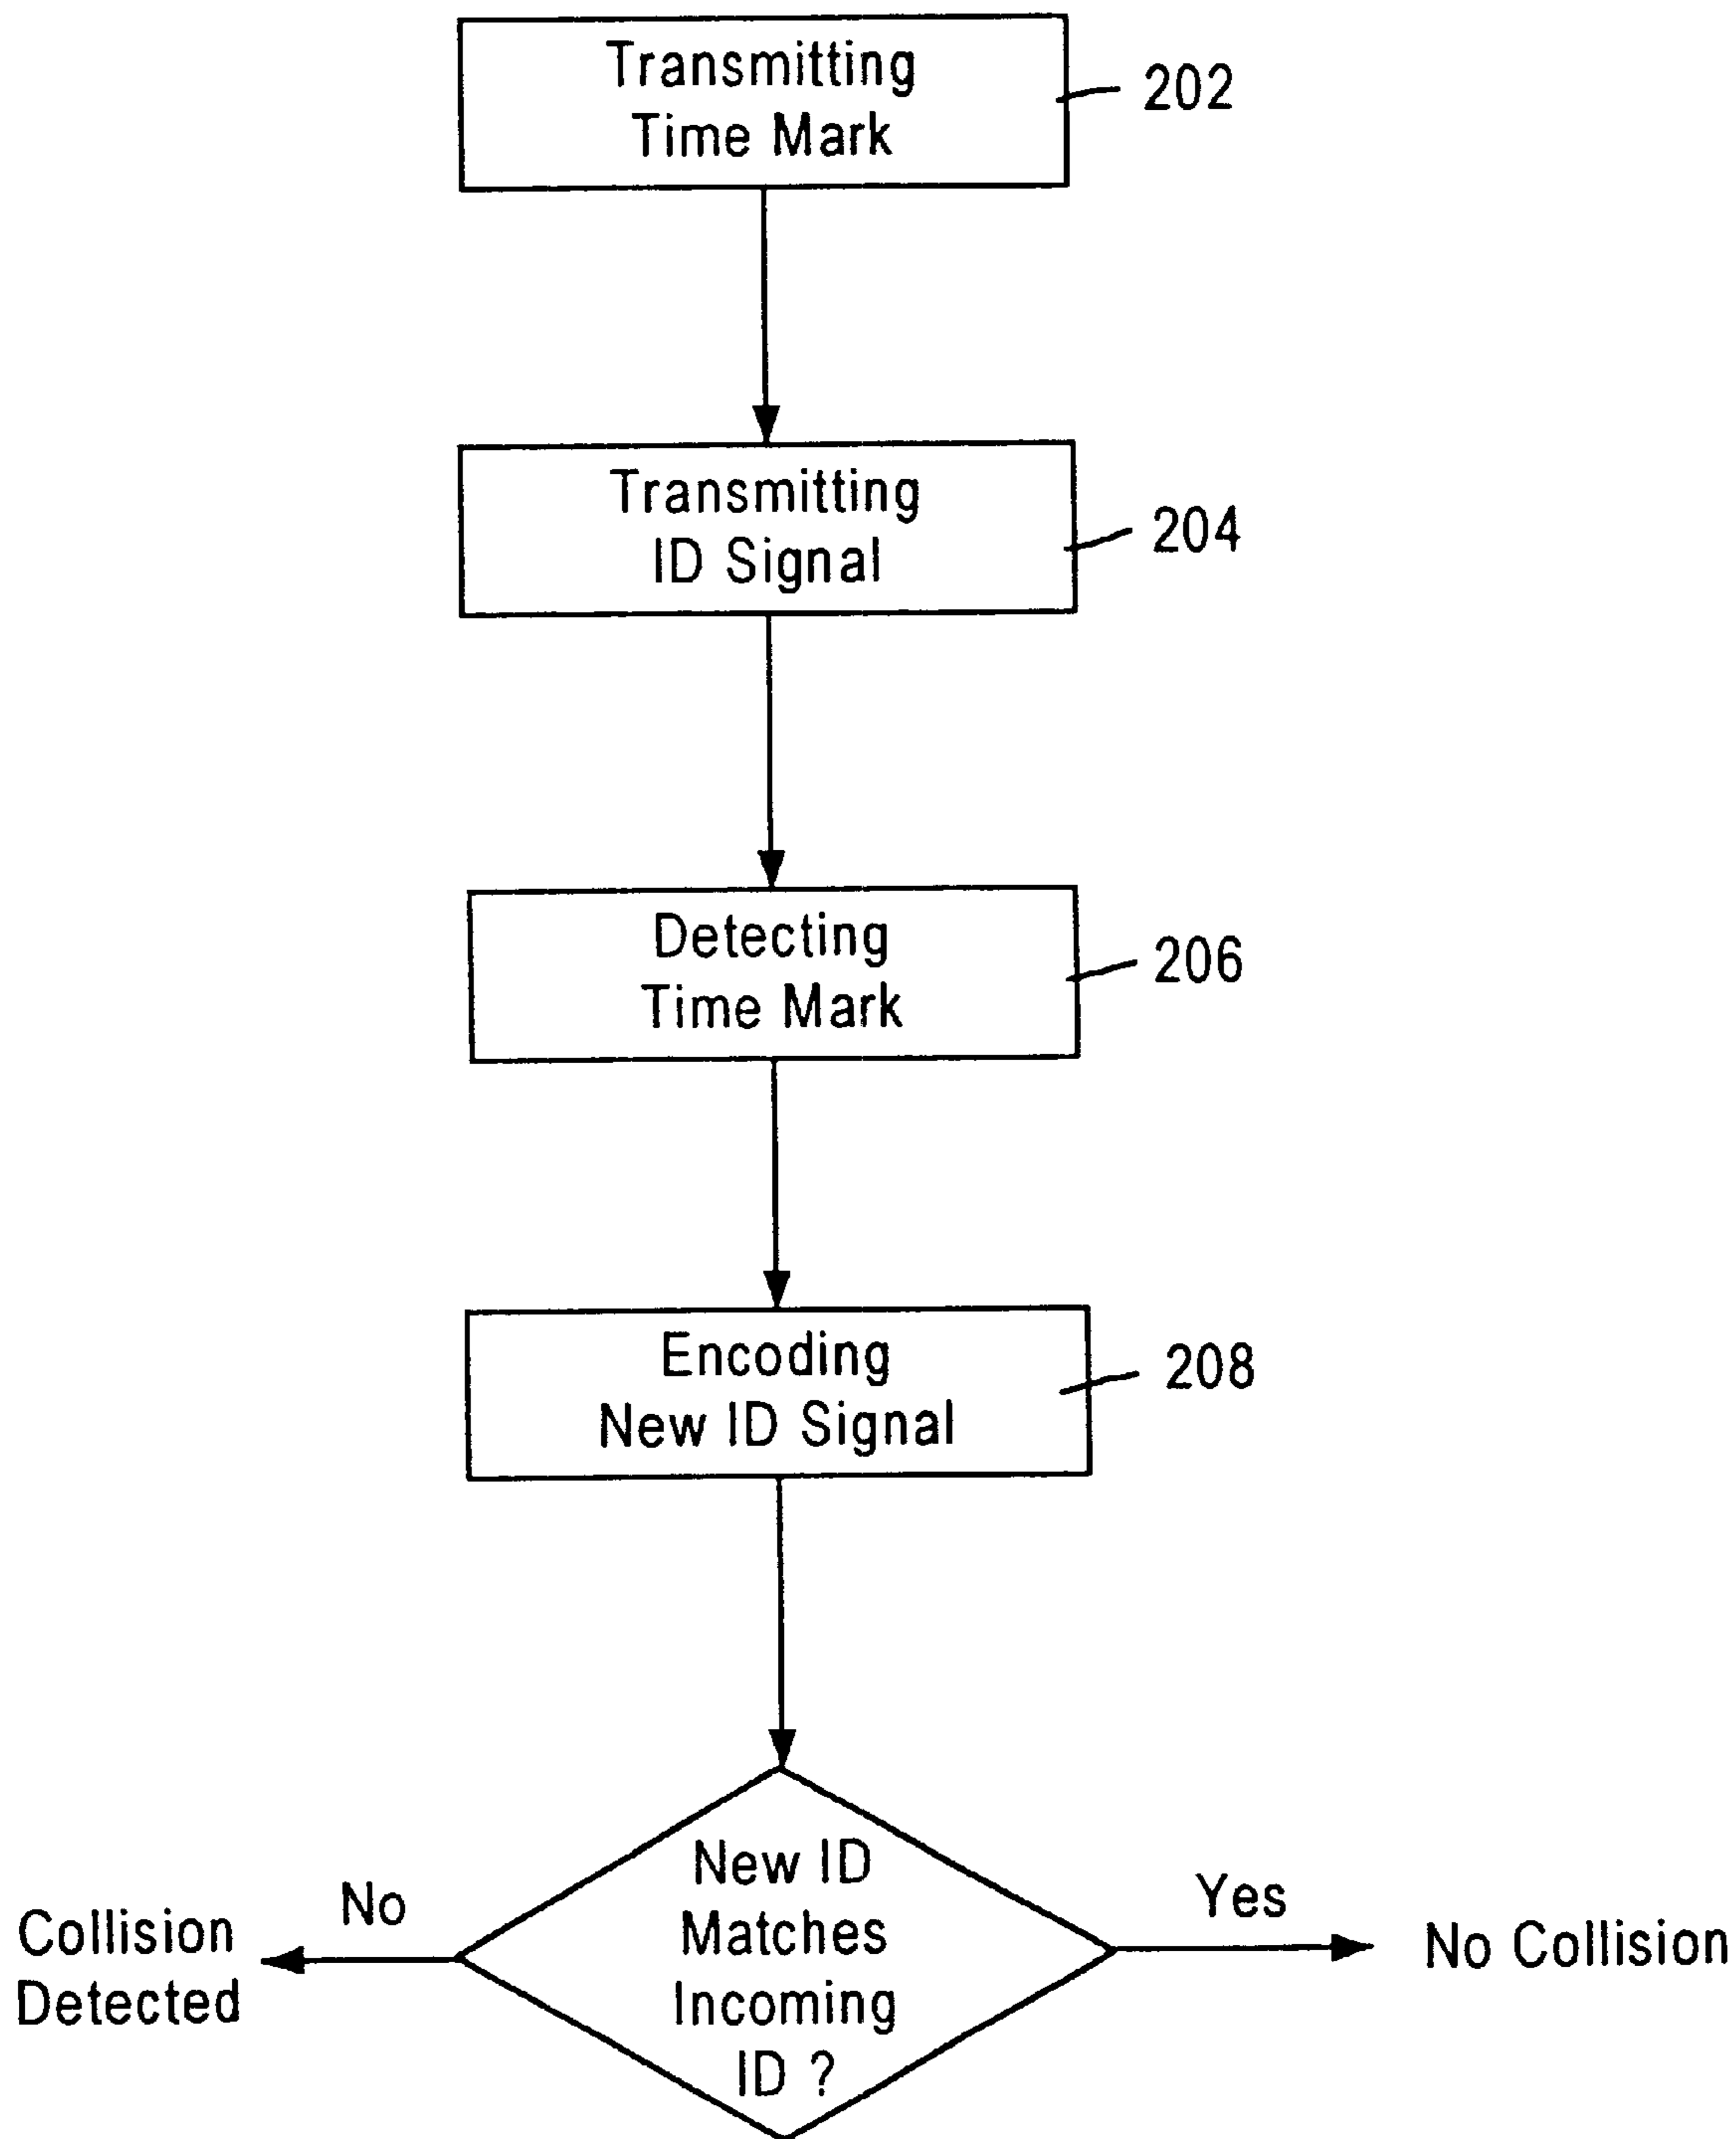 Transmitting
Time Mark
202
Transmitting
ID Signal
204
Detecting
Time Mark
206
Encoding
New ID Signal
208
New ID
Matches
Incoming
ID ?
No
Collision
Detected
Yes
No Collision